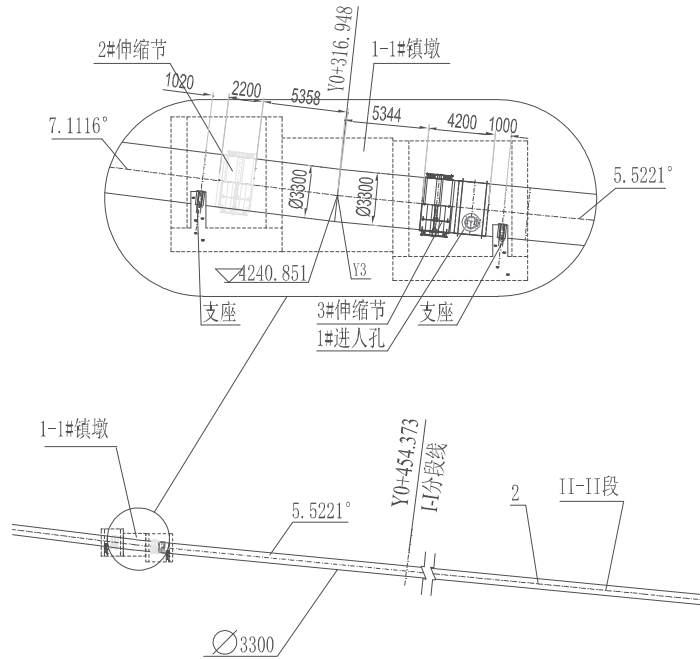 2#伸缩节
Y0+316.948
1-1#镇墩
1020
2200
5358
5344
4200
1000
7.1116°
5.5221°
Ø3300
Ø3300
4240.851
Y3
支座
3#伸缩节
支座
1#进人孔
1-1#镇墩
Y0+454.373
I-I分段线
5.5221°
2
II-II段
Ø3300